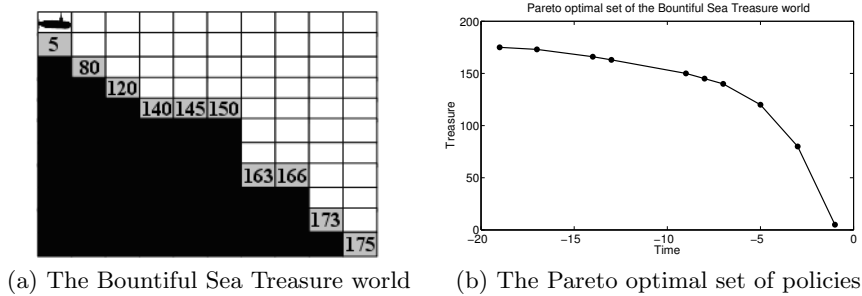 5
80
120
140 145 150
163 166
173
175
(a) The Bountiful Sea Treasure world
Pareto optimal set of the Bountiful Sea Treasure world
200
150
100
50
0
Treasure
−20 −15 −10 −5 0
Time
(b) The Pareto optimal set of policies